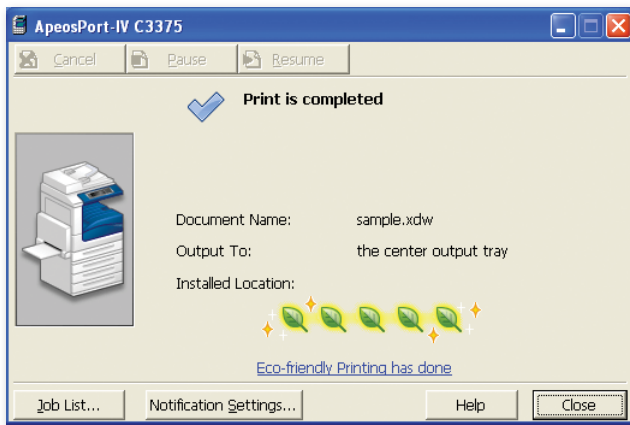 ApeosPort-IV C3375
Cancel Pause Resume
Print is completed
Document Name: sample.xdw
Output To: the center output tray
Installed Location:
Eco-friendly Printing has done
Job List... Notification Settings... Help Close